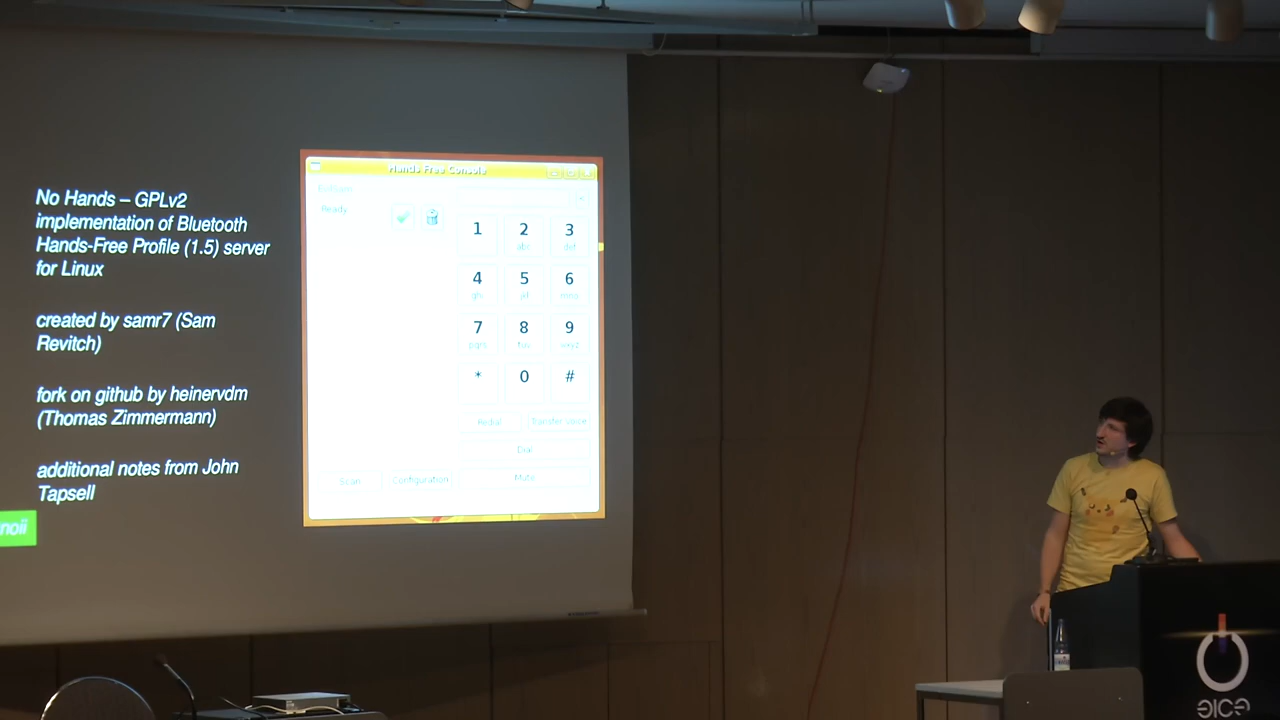 No Hands – GPLv2
implementation of Bluetooth
Hands-Free Profile (1.5) server
for Linux
created by samr7 (Sam
Revitch)
fork on github by heinervdm
(Thomas Zimmermann)
additional notes from John
Tapsell
Hands Free Console
Ready
1
2
abc
3
def
4
ghi
5
jkl
6
mno
7
pqrs
8
tuv
9
wxyz
*
0
#
Redial
Transfer Voice
Dial
Scan
Configuration
Mute